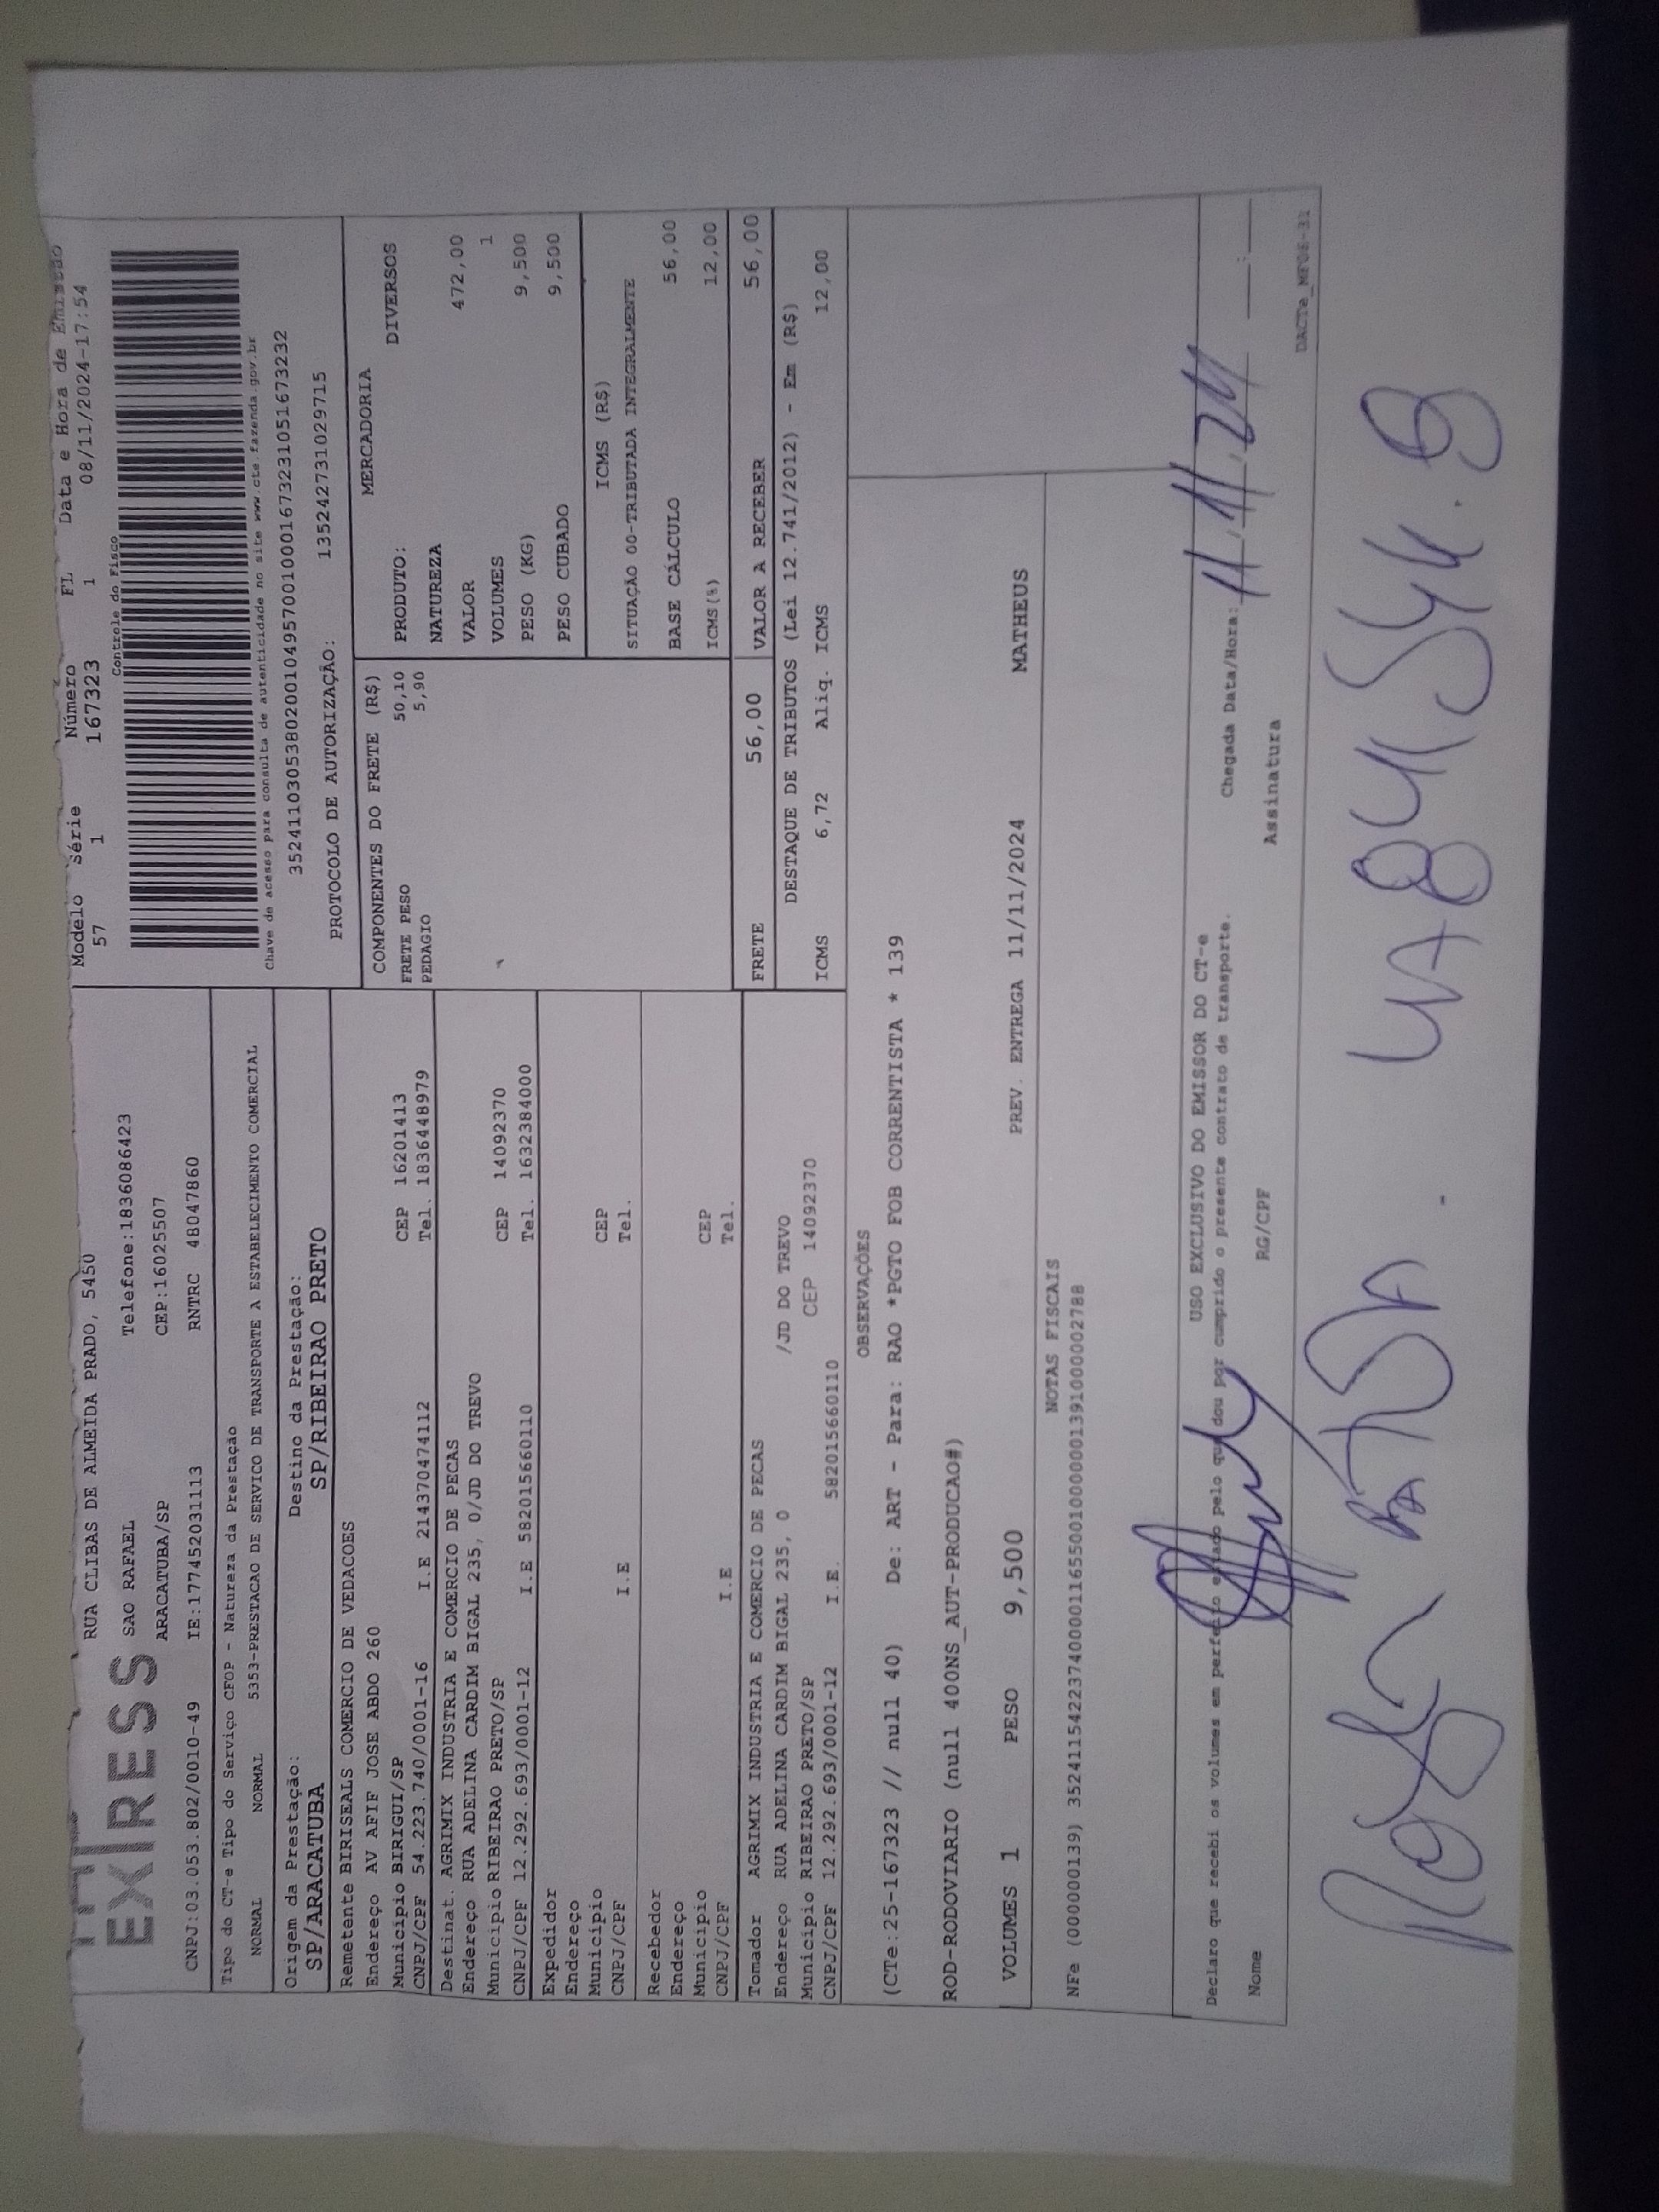 EXPRESS
RUA CLIBAS DE ALMEIDA PRADO, 5450
SAO RAFAEL Telefone:1836086423
ARACATUBA/SP CEP:16025507
CNPJ:03.053.802/0010-49 IE:177452031113 RNTRC 48047860
Modelo Série Número FL Data e Hora de Emissão
57 1 167323 1 08/11/2024-17:54
Controle do Fisco
Chave de acesso para consulta de autenticidade no site www.cte.fazenda.gov.br
35241103053802001049570010001673231051673232
PROTOCOLO DE AUTORIZAÇÃO: 135242731029715
Tipo do CT-e Tipo do Serviço CFOP - Natureza da Prestação
NORMAL NORMAL 5353-PRESTACAO DE SERVICO DE TRANSPORTE A ESTABELECIMENTO COMERCIAL
Origem da Prestação: Destino da Prestação:
SP/ARACATUBA SP/RIBEIRAO PRETO
Remetente BIRISEALS COMERCIO DE VEDACOES
Endereço AV AFIF JOSE ABDO 260
Município BIRIGUI/SP CEP 16201413
CNPJ/CPF 54.223.740/0001-16 I.E 214370474112 Tel. 1836448979
Destinat. AGRIMIX INDUSTRIA E COMERCIO DE PECAS
Endereço RUA ADELINA CARDIM BIGAL 235, 0/JD DO TREVO
Município RIBEIRAO PRETO/SP CEP 14092370
CNPJ/CPF 12.292.693/0001-12 I.E 582015660110 Tel. 1632384000
Expedidor
Endereço
Município CEP
CNPJ/CPF I.E Tel.
Recebedor
Endereço
Município CEP
CNPJ/CPF I.E Tel.
Tomador AGRIMIX INDUSTRIA E COMERCIO DE PECAS
Endereço RUA ADELINA CARDIM BIGAL 235, 0 /JD DO TREVO
Município RIBEIRAO PRETO/SP CEP 14092370
CNPJ/CPF 12.292.693/0001-12 I.E. 582015660110
COMPONENTES DO FRETE (R$)
FRETE PESO 50,10
PEDAGIO 5,90
MERCADORIA
PRODUTO: DIVERSOS
NATUREZA
VALOR 472,00
VOLUMES 1
PESO (KG) 9,500
PESO CUBADO 9,500
ICMS (R$)
SITUAÇÃO 00-TRIBUTADA INTEGRALMENTE
BASE CÁLCULO 56,00
ICMS(%) 12,00
FRETE 56,00 VALOR A RECEBER 56,00
DESTAQUE DE TRIBUTOS (Lei 12.741/2012) - Em (R$)
ICMS 6,72 Aliq. ICMS 12,00
OBSERVAÇÕES
(CTe:25-167323 // null 40) De: ART - Para: RAO *PGTO FOB CORRENTISTA * 139
ROD-RODOVIARIO (null 400NS_AUT-PRODUCAO#)
VOLUMES 1 PESO 9,500 PREV. ENTREGA 11/11/2024 MATHEUS
NOTAS FISCAIS
NFe (000000139) 35241154223740000116550010000001391000002788
USO EXCLUSIVO DO EMISSOR DO CT-e
Declaro que recebi os volumes em perfeito estado pelo que dou por cumprido o presente contrato de transporte. Chegada Data/Hora: 11/11/24
Nome RG/CPF Assinatura
DACTe_MF06-31